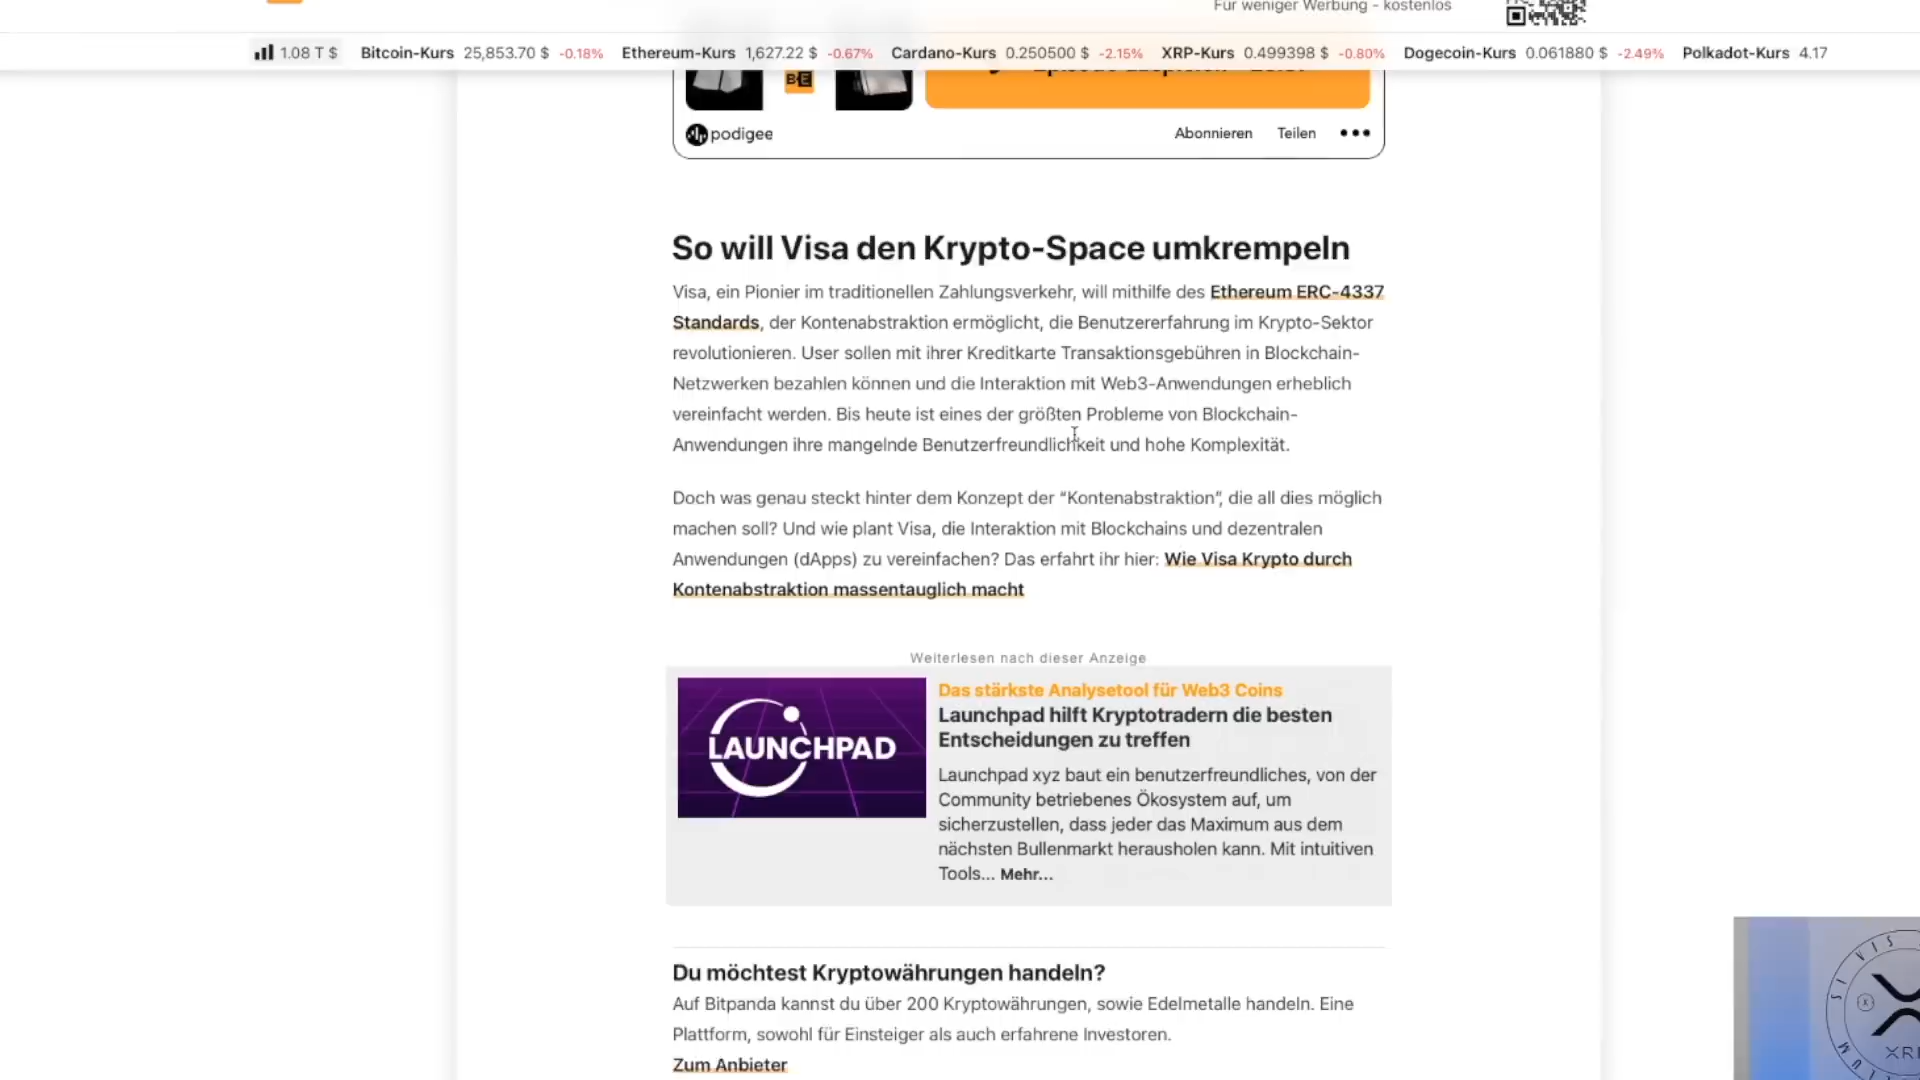 Für weniger Werbung - kostenlos
1.08 T $ Bitcoin-Kurs 25,853.70 $ -0.18% Ethereum-Kurs 1,627.22 $ -0.67% Cardano-Kurs 0.250500 $ -2.15% XRP-Kurs 0.499398 $ -0.80% Dogecoin-Kurs 0.061880 $ -2.49% Polkadot-Kurs 4.17
podigee Abonnieren Teilen
So will Visa den Krypto-Space umkrempeln
Visa, ein Pionier im traditionellen Zahlungsverkehr, will mithilfe des Ethereum ERC-4337
Standards, der Kontenabstraktion ermöglicht, die Benutzererfahrung im Krypto-Sektor
revolutionieren. User sollen mit ihrer Kreditkarte Transaktionsgebühren in Blockchain-
Netzwerken bezahlen können und die Interaktion mit Web3-Anwendungen erheblich
vereinfacht werden. Bis heute ist eines der größten Probleme von Blockchain-
Anwendungen ihre mangelnde Benutzerfreundlichkeit und hohe Komplexität.
Doch was genau steckt hinter dem Konzept der “Kontenabstraktion”, die all dies möglich
machen soll? Und wie plant Visa, die Interaktion mit Blockchains und dezentralen
Anwendungen (dApps) zu vereinfachen? Das erfahrt ihr hier: Wie Visa Krypto durch
Kontenabstraktion massentauglich macht
Weiterlesen nach dieser Anzeige
LAUNCHPAD
Das stärkste Analysetool für Web3 Coins
Launchpad hilft Kryptotradern die besten
Entscheidungen zu treffen
Launchpad xyz baut ein benutzerfreundliches, von der
Community betriebenes Ökosystem auf, um
sicherzustellen, dass jeder das Maximum aus dem
nächsten Bullenmarkt herausholen kann. Mit intuitiven
Tools... Mehr...
Du möchtest Kryptowährungen handeln?
Auf Bitpanda kannst du über 200 Kryptowährungen, sowie Edelmetalle handeln. Eine
Plattform, sowohl für Einsteiger als auch erfahrene Investoren.
Zum Anbieter